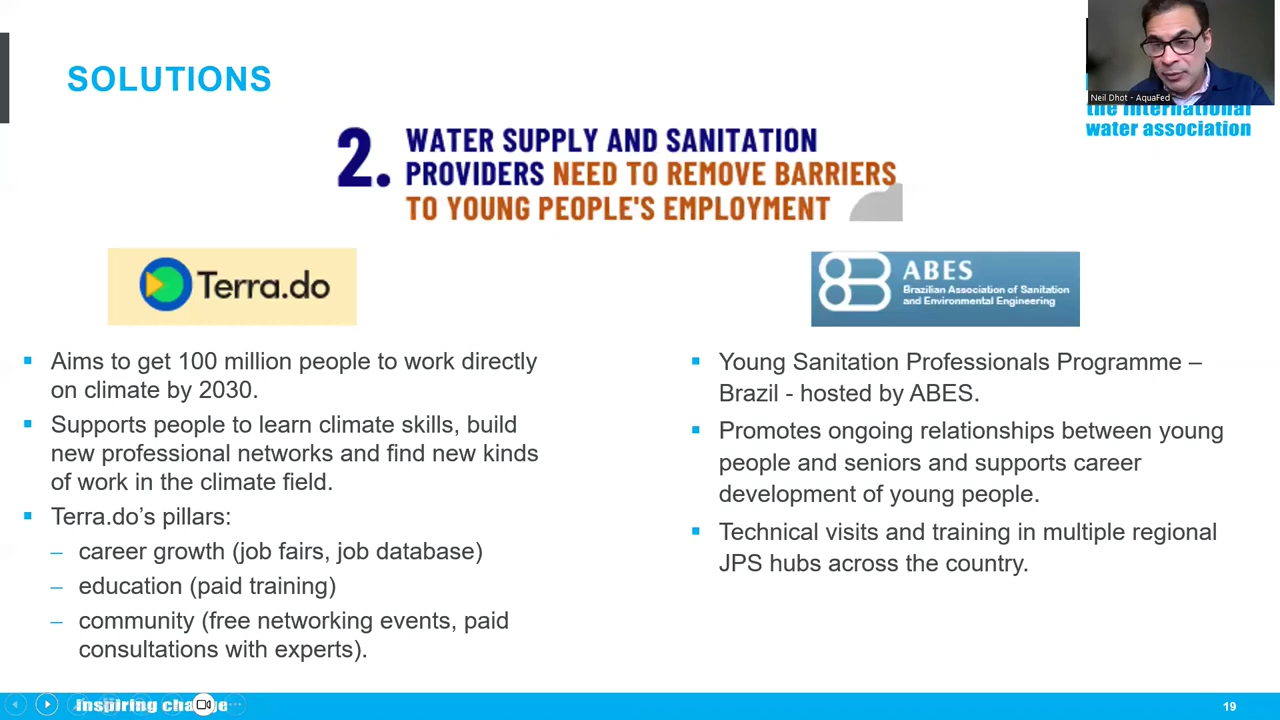 SOLUTIONS
Neil Dhot - AquaFed
the international
water association
2. WATER SUPPLY AND SANITATION
PROVIDERS NEED TO REMOVE BARRIERS
TO YOUNG PEOPLE'S EMPLOYMENT
Terra.do
Aims to get 100 million people to work directly
on climate by 2030.
Supports people to learn climate skills, build
new professional networks and find new kinds
of work in the climate field.
Terra.do’s pillars:
– career growth (job fairs, job database)
– education (paid training)
– community (free networking events, paid
consultations with experts).
ABES
Brazilian Association of Sanitation
and Environmental Engineering
Young Sanitation Professionals Programme –
Brazil - hosted by ABES.
Promotes ongoing relationships between young
people and seniors and supports career
development of young people.
Technical visits and training in multiple regional
JPS hubs across the country.
inspiring change
19